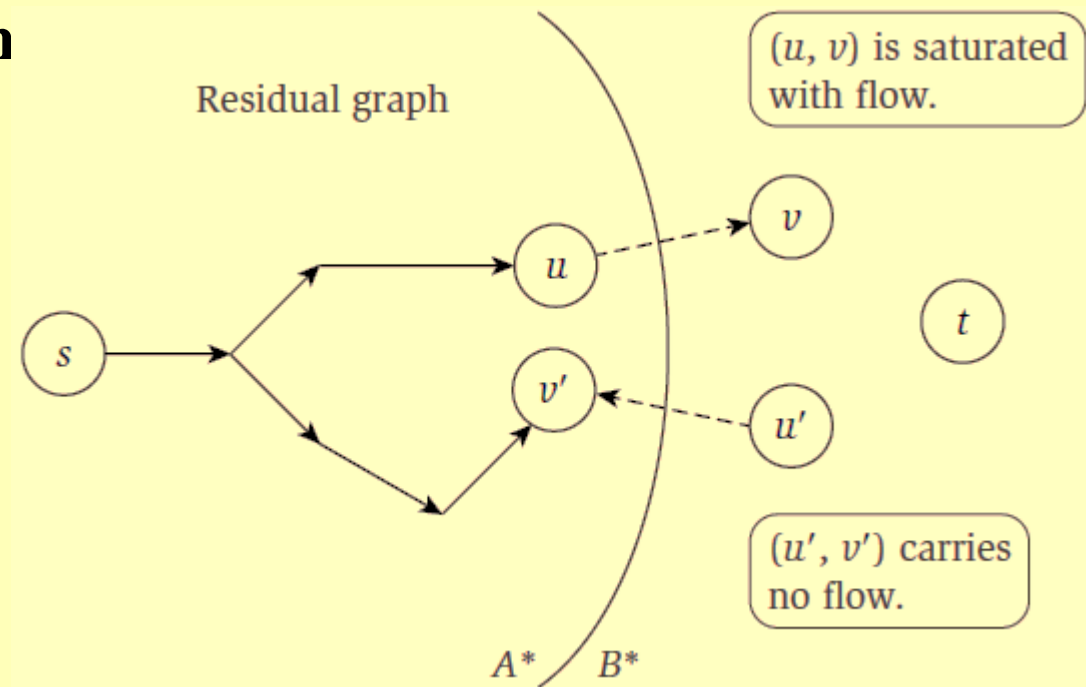 n
Residual graph
(u, v) is saturated
with flow.
v
u
t
s
v′
u′
(u′, v′) carries
no flow.
A* B*